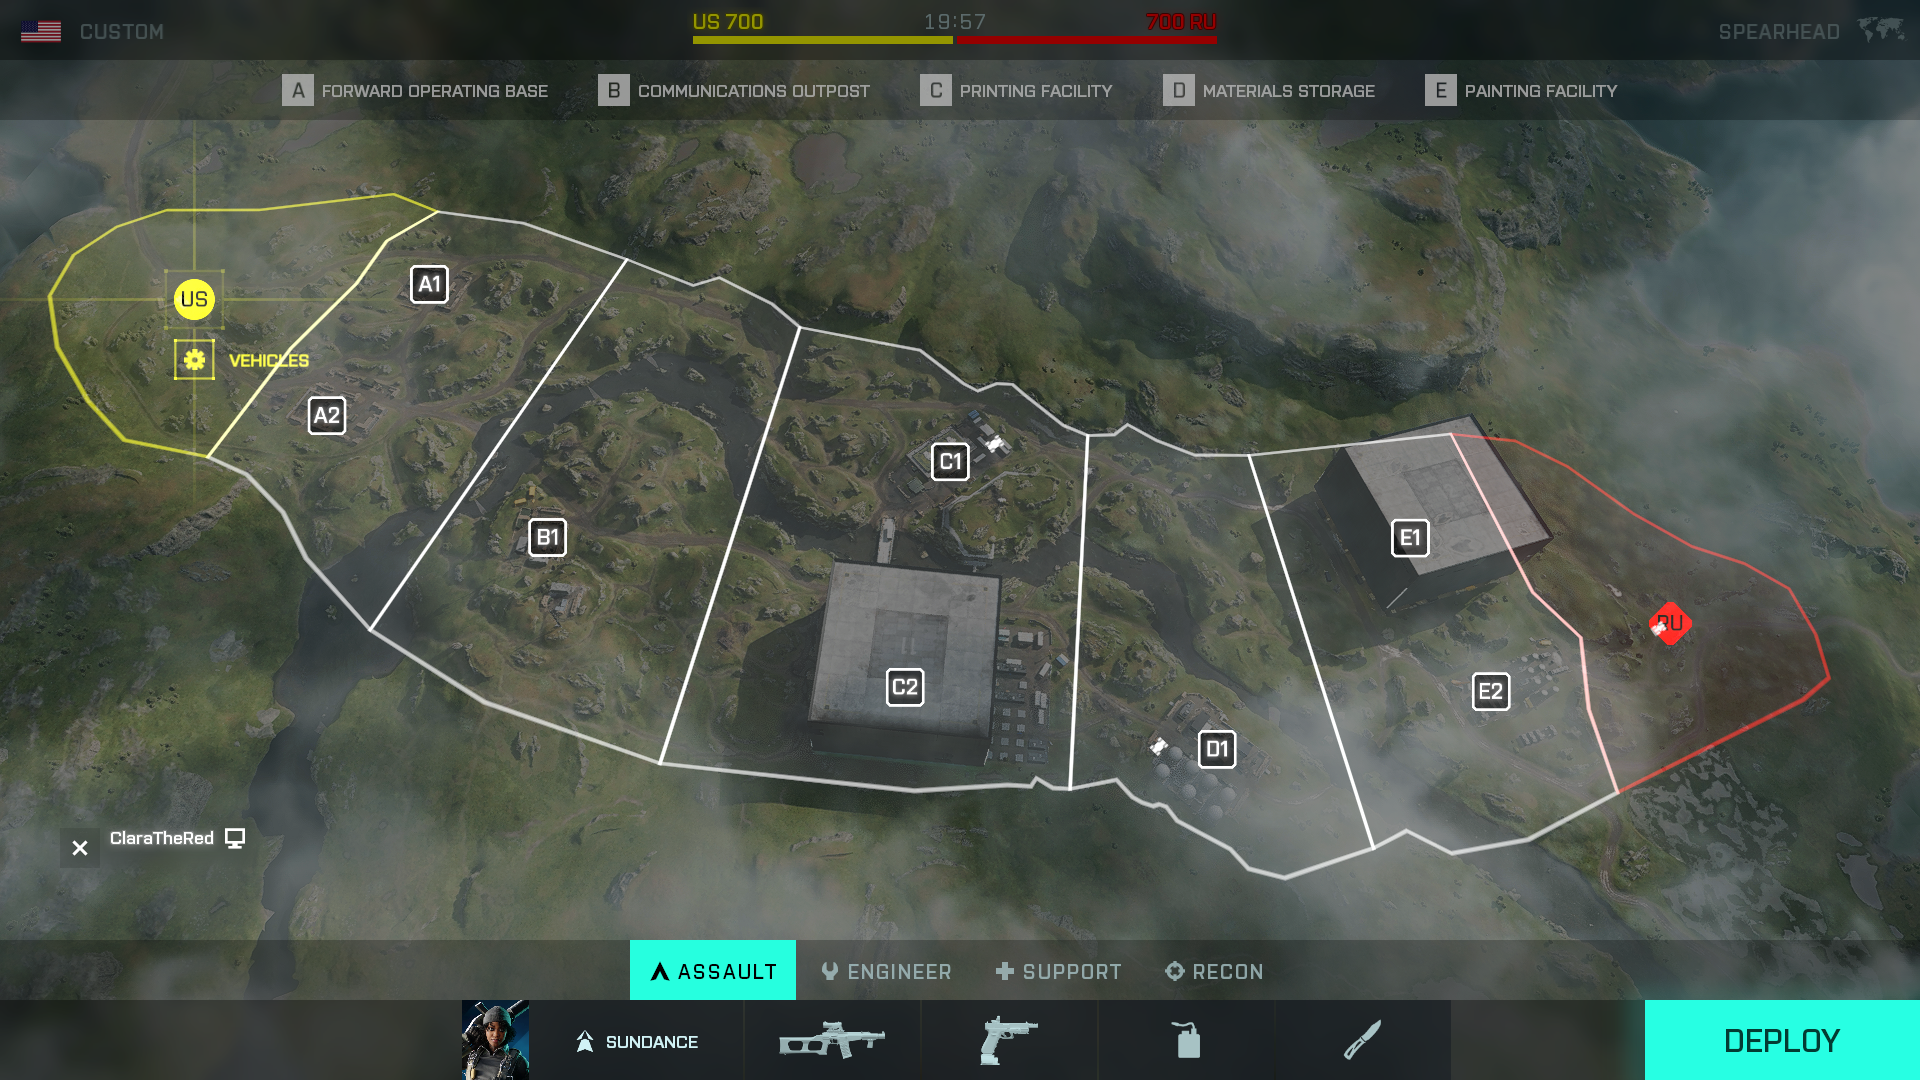 CUSTOM
US 700
19:57
700 RU
SPEARHEAD
A FORWARD OPERATING BASE
B COMMUNICATIONS OUTPOST
C PRINTING FACILITY
D MATERIALS STORAGE
E PAINTING FACILITY
US
VEHICLES
A1
A2
B1
C1
C2
D1
E1
E2
RU
ClaraTheRed
ASSAULT
ENGINEER
SUPPORT
RECON
SUNDANCE
DEPLOY